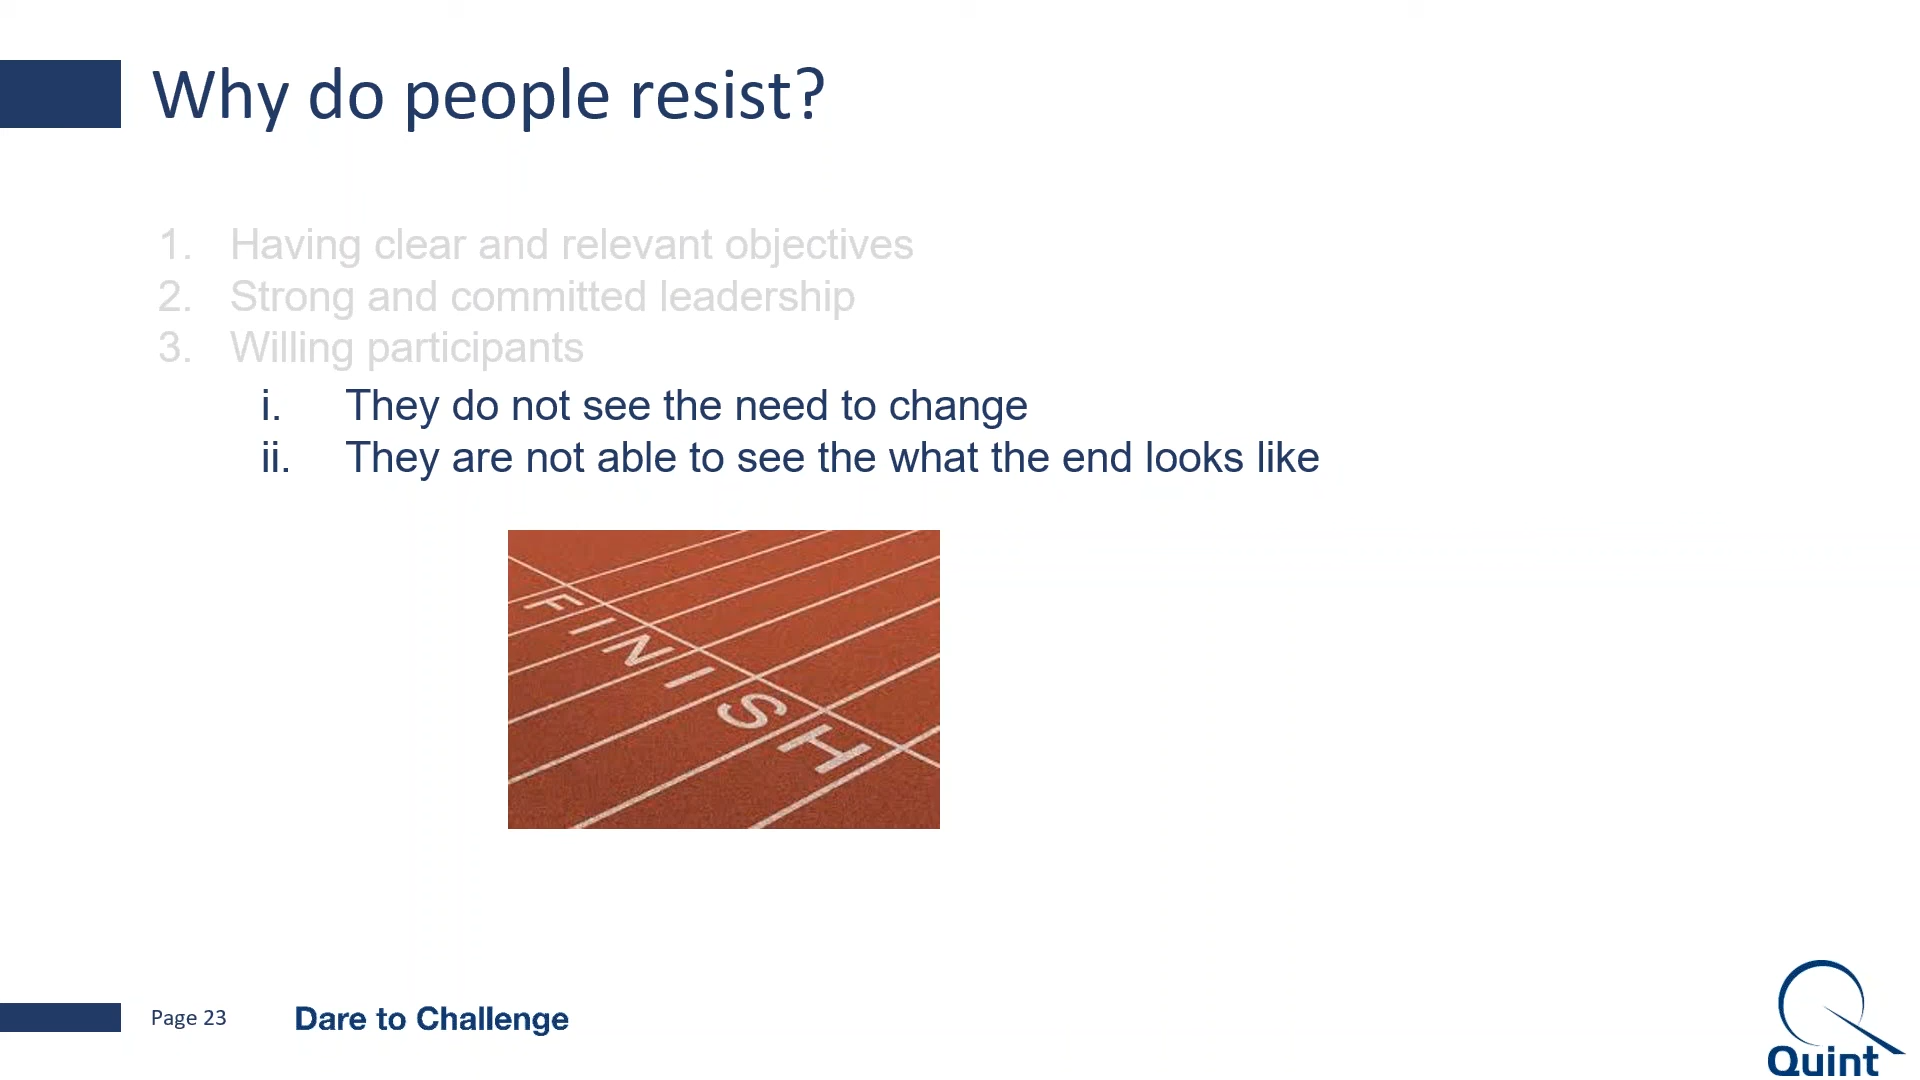 Why do people resist?
1. Having clear and relevant objectives
2. Strong and committed leadership
3. Willing participants
i. They do not see the need to change
ii. They are not able to see the what the end looks like
FINISH
Page 23
Dare to Challenge
Quint